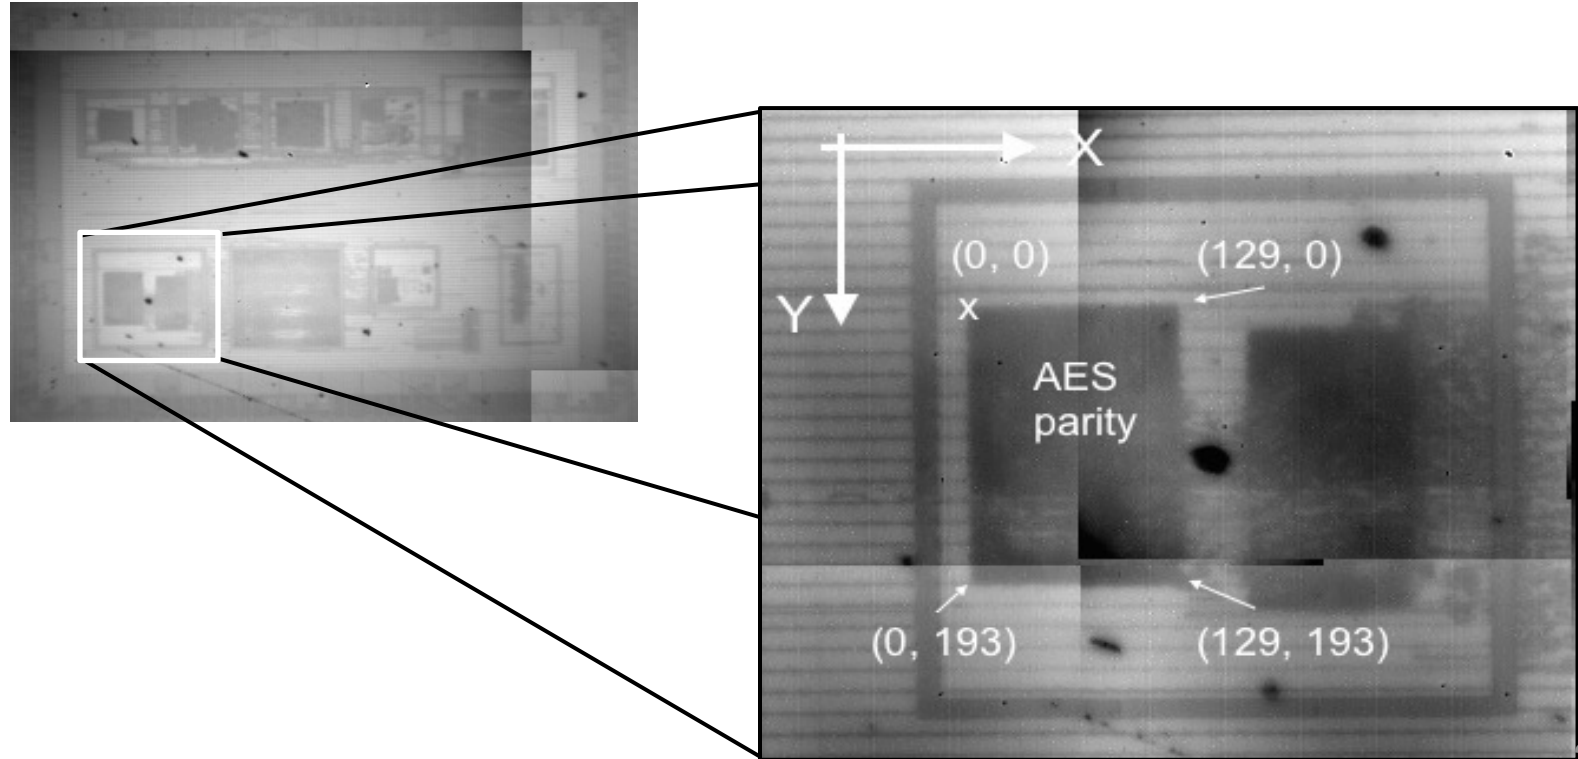 X
(0, 0)
(129, 0)
Y
x
AES
parity
(0, 193)
(129, 193)